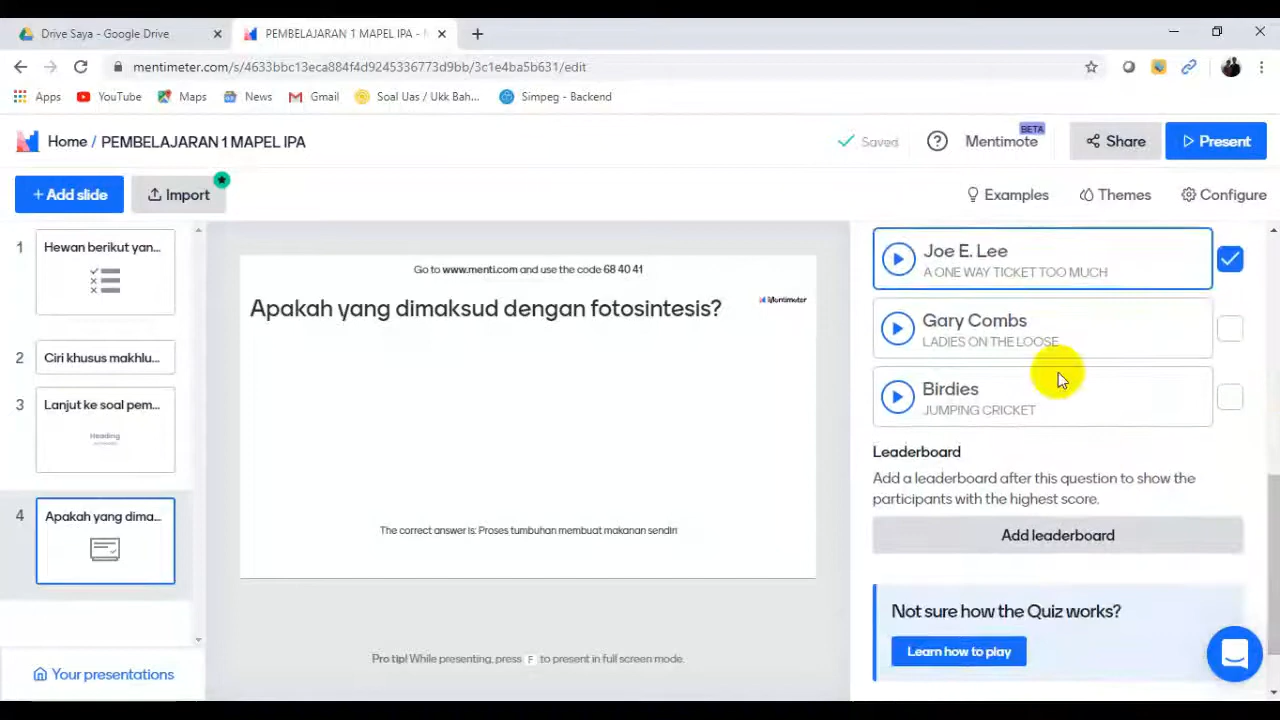 Drive Saya - Google Drive
PEMBELAJARAN 1 MAPEL IPA -
mentimeter.com/s/4633bbc13eca884f4d9245336773d9bb/3c1e4ba5b631/edit
Apps YouTube Maps News Gmail Soal Uas / Ukk Bah... Simpeg - Backend
Home / PEMBELAJARAN 1 MAPEL IPA
Saved
Mentimote BETA
Share
Present
+ Add slide
Import
Examples
Themes
Configure
1 Hewan berikut yan...
2 Ciri khusus makhlu...
3 Lanjut ke soal pem...
Heading
4 Apakah yang dima...
Your presentations
Go to www.menti.com and use the code 68 40 41
Apakah yang dimaksud dengan fotosintesis?
Mentimeter
The correct answer is: Proses tumbuhan membuat makanan sendiri
Pro tip! While presenting, press F to present in full screen mode.
Joe E. Lee
A ONE WAY TICKET TOO MUCH
Gary Combs
LADIES ON THE LOOSE
Birdies
JUMPING CRICKET
Leaderboard
Add a leaderboard after this question to show the
participants with the highest score.
Add leaderboard
Not sure how the Quiz works?
Learn how to play